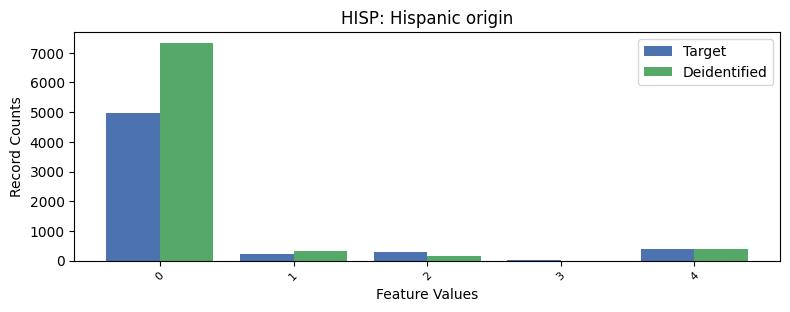 HISP: Hispanic origin
Target
Deidentified
Record Counts
7000
6000
5000
4000
3000
2000
1000
0
0
1
2
3
4
Feature Values